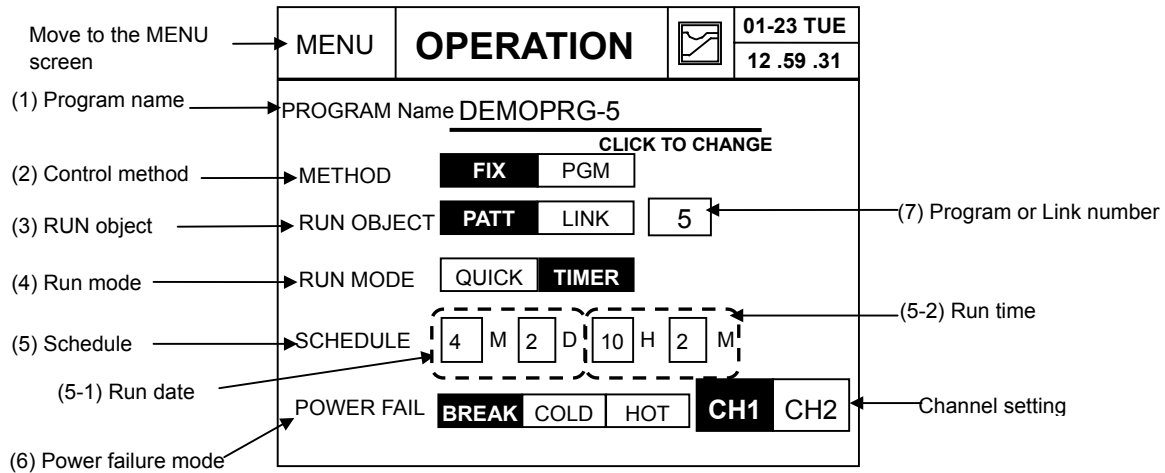 Move to the MENU
screen
MENU
OPERATION
01-23 TUE
12 .59 .31
(1) Program name
PROGRAM Name DEMOPRG-5
CLICK TO CHANGE
(2) Control method
METHOD
FIX
PGM
(3) RUN object
RUN OBJECT
PATT
LINK
5
(7) Program or Link number
(4) Run mode
RUN MODE
QUICK
TIMER
(5-2) Run time
(5) Schedule
SCHEDULE
4 M 2 D 10 H 2 M
(5-1) Run date
POWER FAIL
BREAK
COLD
HOT
CH1
CH2
Channel setting
(6) Power failure mode